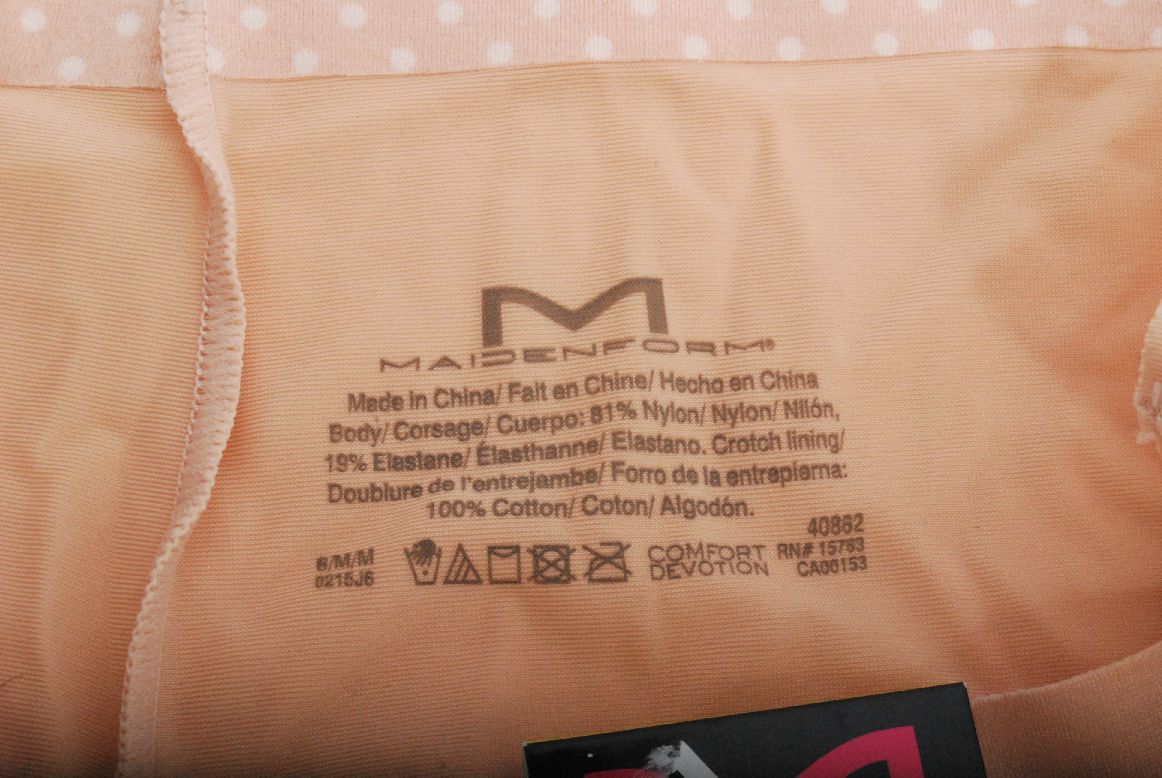 M
MAIDENFORM®
Made in China/ Fait en Chine/ Hecho en China
Body/ Corsage/ Cuerpo: 81% Nylon/ Nylon/ Nilón,
19% Elastane/ Élasthanne/ Elastano. Crotch lining/
Doublure de l'entrejambe/ Forro de la entrepierna:
100% Cotton/ Coton/ Algodón.
6/M/M
0215J6
COMFORT
DEVOTION
40862
RN# 15763
CA00153